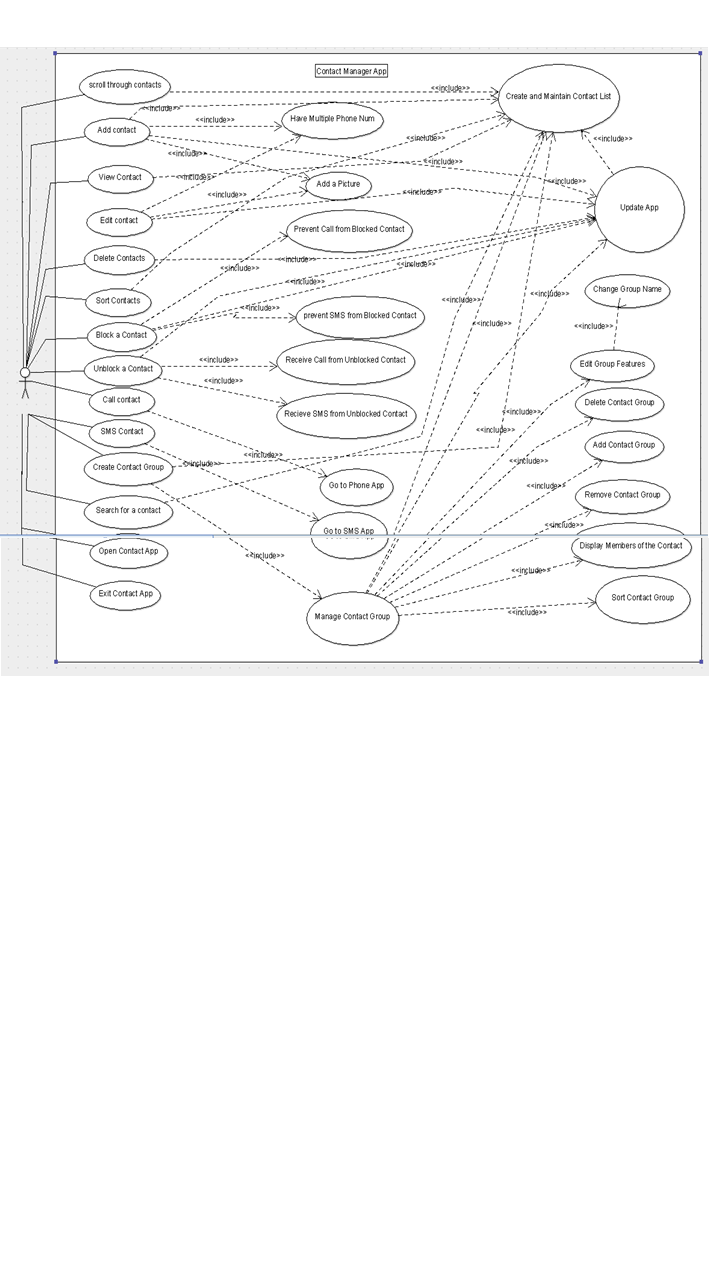 Contact Manager App
scroll through contacts
<<include>>
Create and Maintain Contact List
<<include>>
Add contact
<<include>>
Have Multiple Phone Num
<<include>>
<<include>>
<<include>>
<<include>>
View Contact
<<include>>
Add a Picture
<<include>>
<<include>>
<<include>>
Update App
Edit contact
Prevent Call from Blocked Contact
Delete Contacts
<<include>>
<<include>>
<<include>>
Change Group Name
Sort Contacts
<<include>>
<<include>>
<<include>>
prevent SMS from Blocked Contact
<<include>>
<<include>>
Block a Contact
Receive Call from Unblocked Contact
<<include>>
Edit Group Features
Unblock a Contact
<<include>>
Call contact
Recieve SMS from Unblocked Contact
<<include>>
Delete Contact Group
SMS Contact
<<include>>
Add Contact Group
<<include>>
<<include>>
<<include>>
Create Contact Group
Go to Phone App
<<include>>
Remove Contact Group
Search for a contact
<<include>>
Go to SMS App
Display Members of the Contact
Open Contact App
<<include>>
<<include>>
Exit Contact App
Sort Contact Group
<<include>>
Manage Contact Group